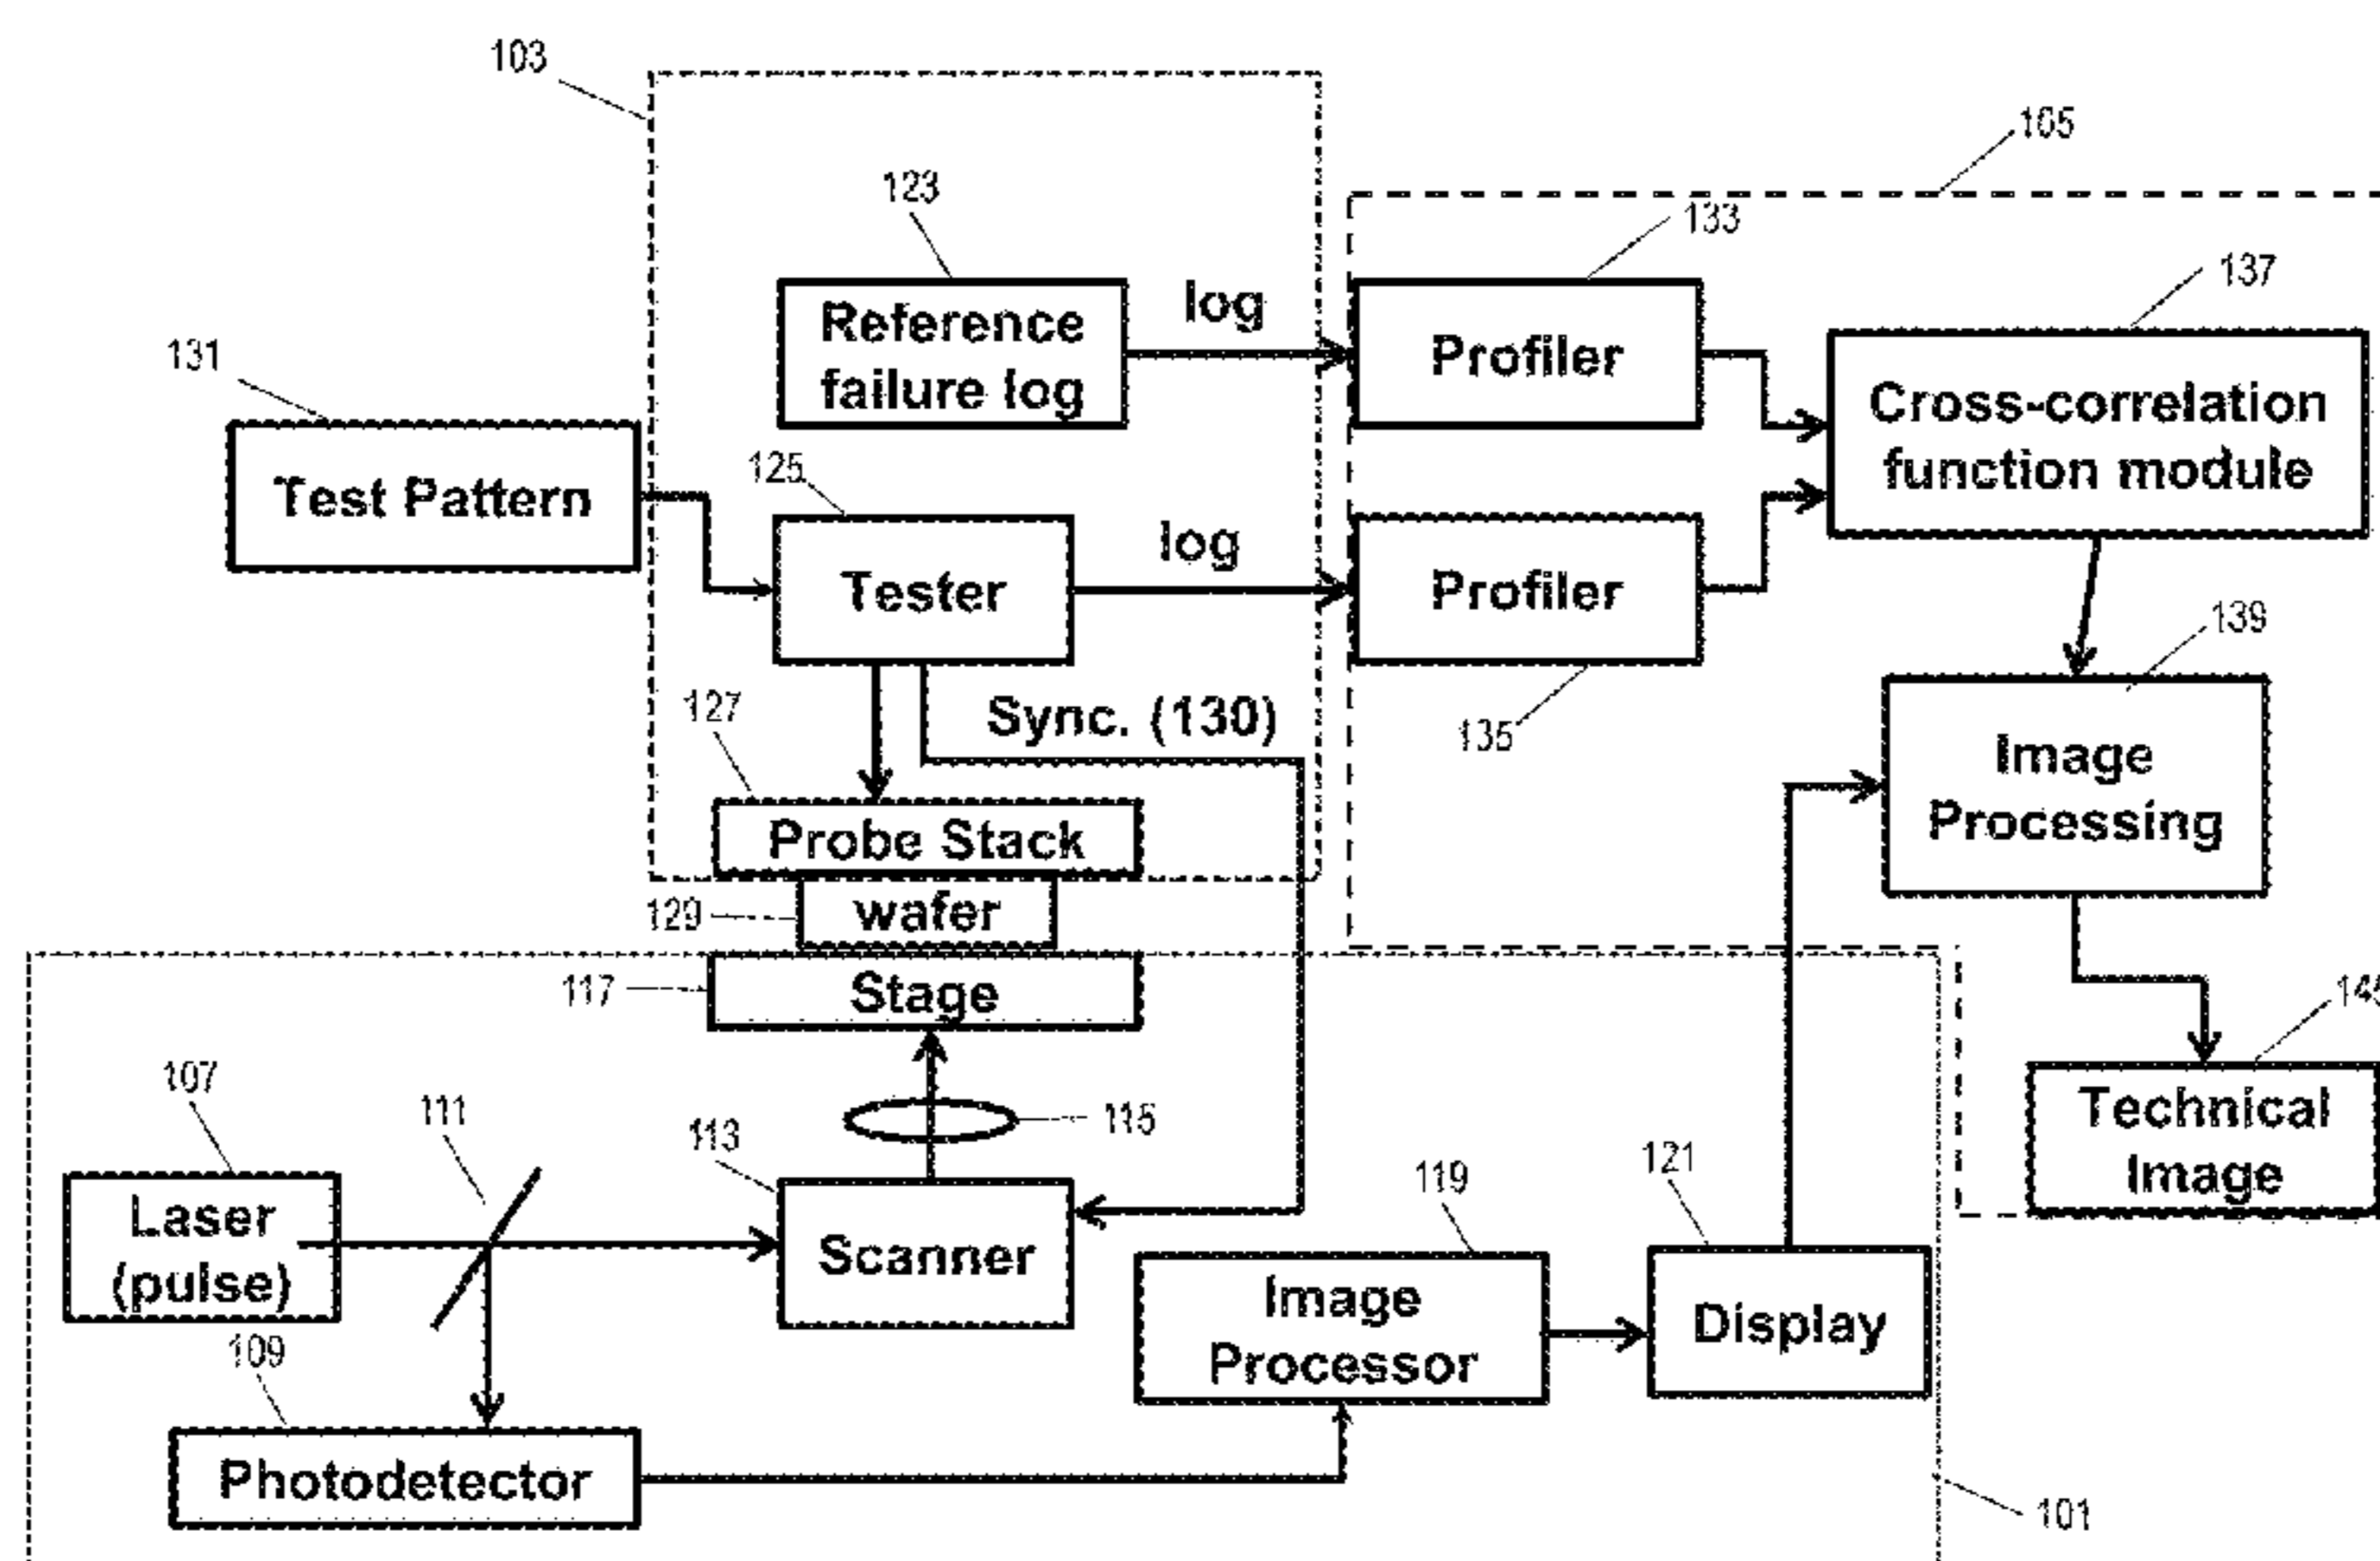 103
105
123
133
137
Reference
failure log
log
Profiler
Cross-correlation
function module
131
Test Pattern
125
Tester
log
Profiler
135
139
127
Sync. (130)
Image
Processing
Probe Stack
129
wafer
117
Stage
145
Technical
Image
107
111
113
115
119
121
Laser
(pulse)
Scanner
Image
Processor
Display
109
Photodetector
101